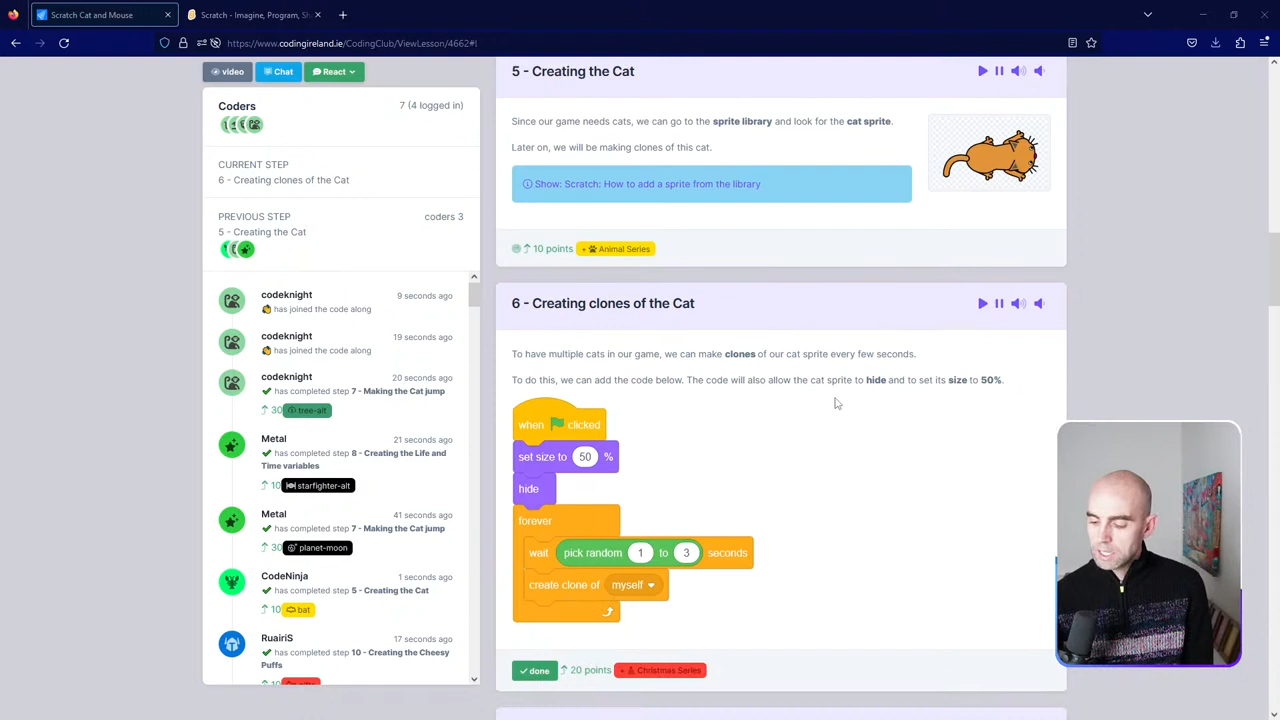 Scratch Cat and Mouse
Scratch - Imagine, Program, Sh
https://www.codingireland.ie/CodingClub/ViewLesson/4662#!
video
Chat
React
Coders
7 (4 logged in)
CURRENT STEP
6 - Creating clones of the Cat
PREVIOUS STEP
coders 3
5 - Creating the Cat
codeknight
9 seconds ago
has joined the code along
codeknight
19 seconds ago
has joined the code along
codeknight
20 seconds ago
has completed step 7 - Making the Cat jump
30
tree-alt
Metal
21 seconds ago
has completed step 8 - Creating the Life and
Time variables
10
starfighter-alt
Metal
41 seconds ago
has completed step 7 - Making the Cat jump
30
planet-moon
CodeNinja
1 second ago
has completed step 5 - Creating the Cat
10
bat
RuairiS
17 seconds ago
has completed step 10 - Creating the Cheesy
Puffs
5 - Creating the Cat
Since our game needs cats, we can go to the sprite library and look for the cat sprite.
Later on, we will be making clones of this cat.
Show: Scratch: How to add a sprite from the library
10 points
+ Animal Series
6 - Creating clones of the Cat
To have multiple cats in our game, we can make clones of our cat sprite every few seconds.
To do this, we can add the code below. The code will also allow the cat sprite to hide and to set its size to 50%.
when clicked
set size to 50 %
hide
forever
wait pick random 1 to 3 seconds
create clone of myself
done
20 points
+ Christmas Series